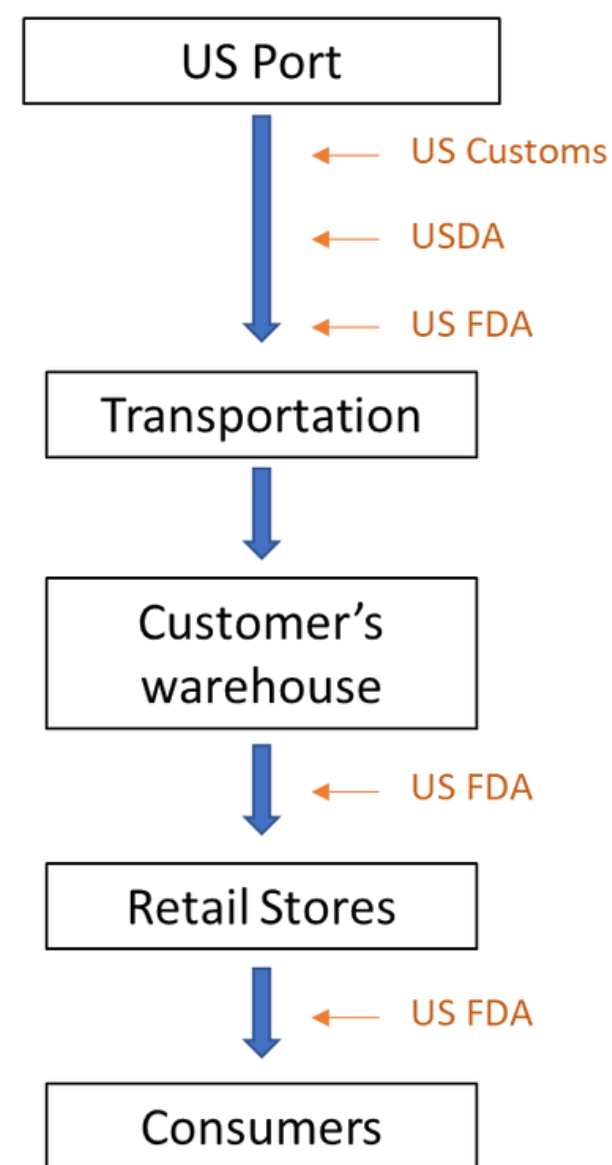 US Port
US Customs
USDA
US FDA
Transportation
Customer’s
warehouse
US FDA
Retail Stores
US FDA
Consumers